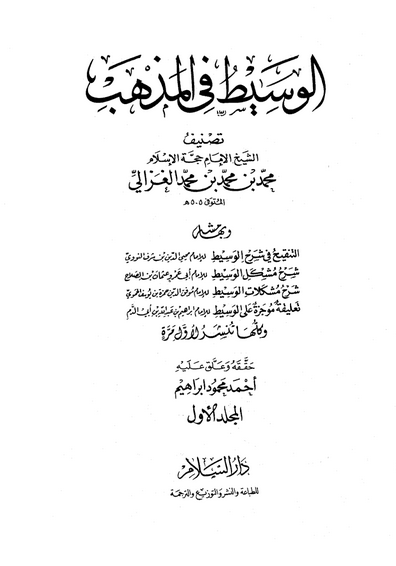 الوسيط في المذهب
تصنيف
الشيخ الإمام حجة الإسلام
محمد بن محمد بن محمد الغزالي
المتوفى ٥٠٥ هـ
وبهامشه
التنقيح في شرح الوسيط للإمام محيي الدين بن شرف النووي
شرح مشكل الوسيط للإمام أبي عمرو عثمان بن الصلاح
شرح مشكلات الوسيط للإمام موفق الدين حمزة بن يوسف الحموي
تعليقة موجزة على الوسيط للإمام إبراهيم بن عبد الله بن أبي الدم
وكلها تنشر لأول مرة
حققه وعلق عليه
أحمد محمود إبراهيم
المجلد الأول
دار السلام
للطباعة والنشر والتوزيع والترجمة